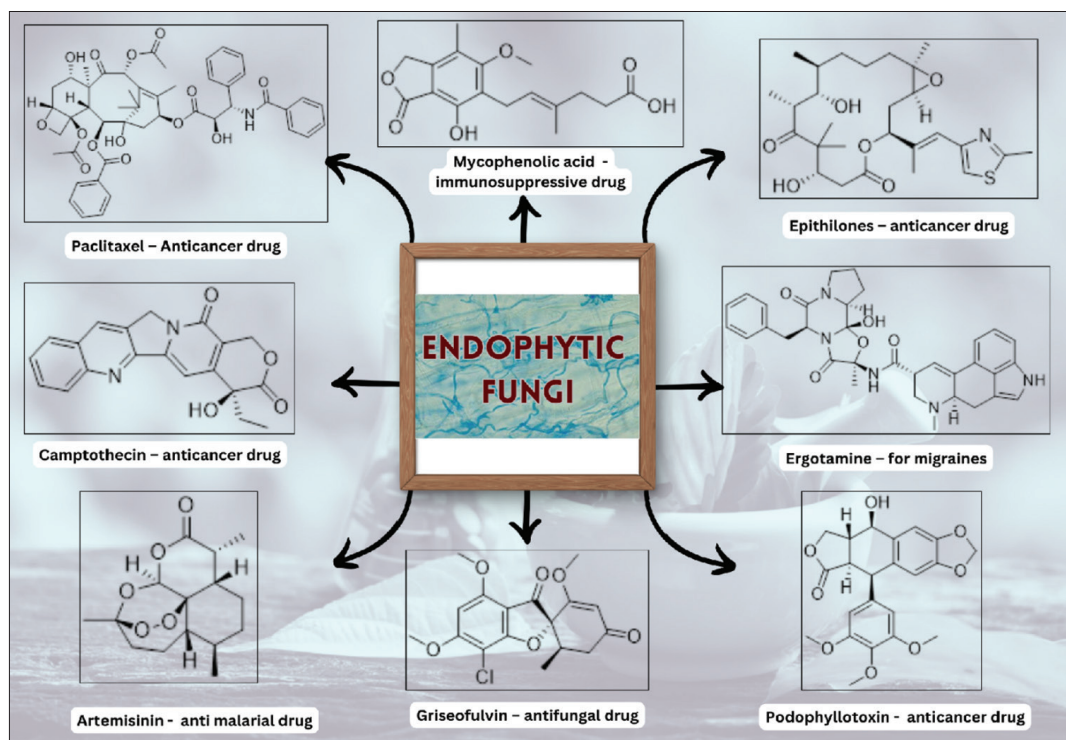 Paclitaxel – Anticancer drug
Mycophenolic acid -
immunosuppressive drug
Epithilones – anticancer drug
ENDOPHYTIC
FUNGI
Camptothecin – anticancer drug
Ergotamine – for migraines
Artemisinin - anti malarial drug
Griseofulvin – antifungal drug
Podophyllotoxin - anticancer drug